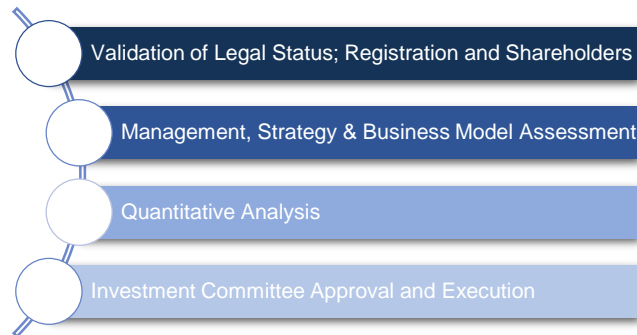 Validation of Legal Status; Registration and Shareholders
Management, Strategy & Business Model Assessment
Quantitative Analysis
Investment Committee Approval and Execution